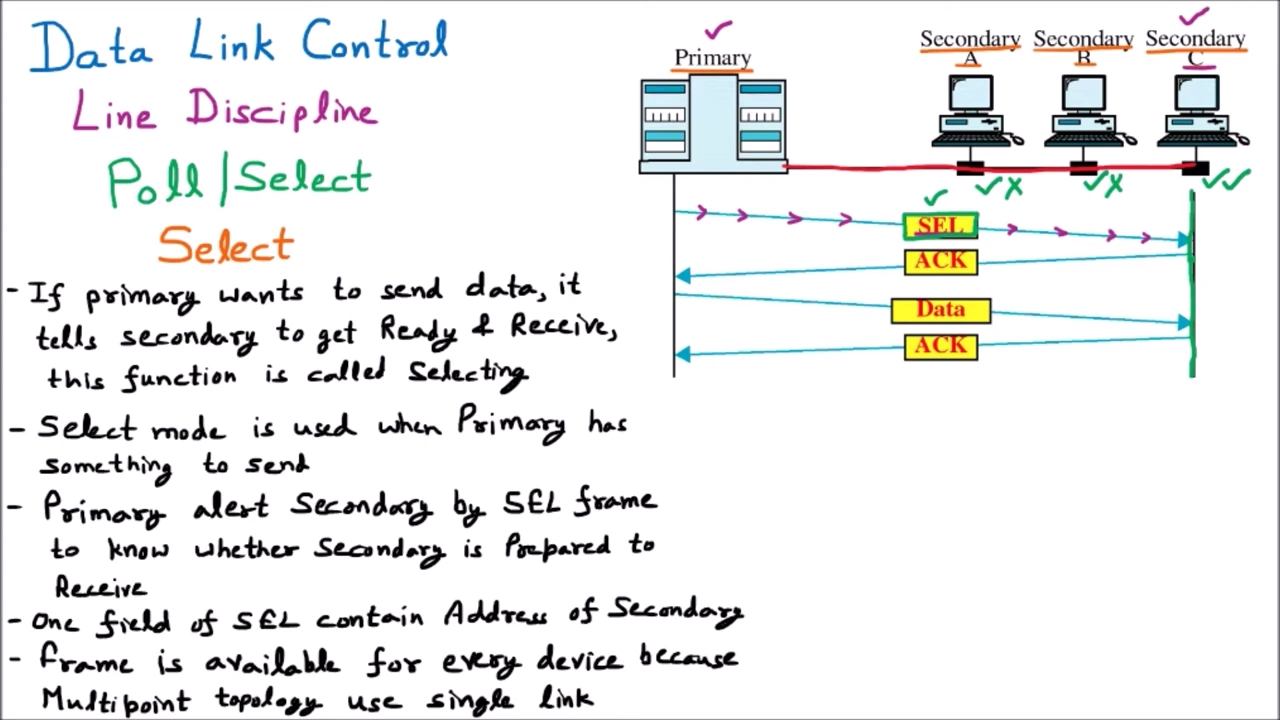 Data Link Control
Line Discipline
Poll/Select
Select
- If primary wants to send data, it
tells secondary to get Ready & Receive,
this function is called Selecting
- Select mode is used when Primary has
something to send
- Primary alert Secondary by SEL frame
to know whether Secondary is Prepared to
Receive
- One field of SEL contain Address of Secondary
- Frame is available for every device because
Multipoint topology use single link
Primary
Secondary
A
Secondary
B
Secondary
C
SEL
ACK
Data
ACK